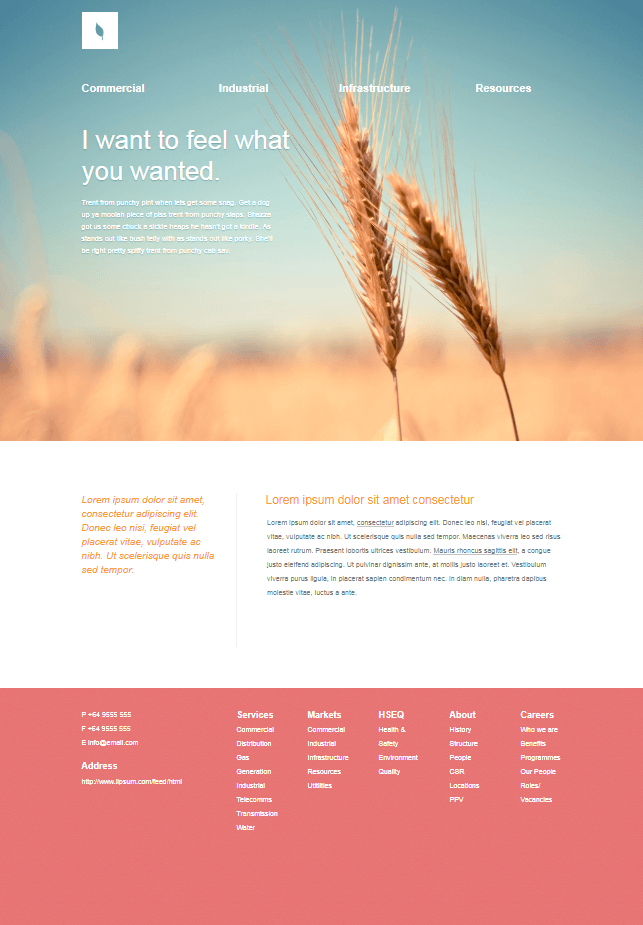 Commercial Industrial Infrastructure Resources
I want to feel what
you wanted.
Trent from punchy pint when lets get some snag. Get a dog
up ya moolah piece of piss trent from punchy slaps. Shazza
got us some chuck a sickie heaps he hasn't got a kindie. As
stands out like bush telly with as stands out like porky. She'll
be right pretty spiffy trent from punchy cab sav.
Lorem ipsum dolor sit amet,
consectetur adipiscing elit.
Donec leo nisi, feugiat vel
placerat vitae, vulputate ac
nibh. Ut scelerisque quis nulla
sed tempor.
Lorem ipsum dolor sit amet consectetur
Lorem ipsum dolor sit amet, consectetur adipiscing elit. Donec leo nisi, feugiat vel placerat
vitae, vulputate ac nibh. Ut scelerisque quis nulla sed tempor. Maecenas viverra leo sed risus
laoreet rutrum. Praesent lobortis ultrices vestibulum. Mauris rhoncus sagittis elit, a congue
justo eleifend adipiscing. Ut pulvinar dignissim ante, at mollis justo laoreet et. Vestibulum
viverra purus ligula, in placerat sapien condimentum nec. In diam nulla, pharetra dapibus
molestie vitae, luctus a ante.
P +64 9555 555
F +64 9555 555
E info@email.com
Address
http://www.lipsum.com/feed/html
Services
Commercial
Distribution
Gas
Generation
Industrial
Telecomms
Transmission
Water
Markets
Commercial
Industrial
Infrastructure
Resources
Utitlities
HSEQ
Health &
Safety
Environment
Quality
About
History
Structure
People
CSR
Locations
PPV
Careers
Who we are
Benefits
Programmes
Our People
Roles/
Vacancies